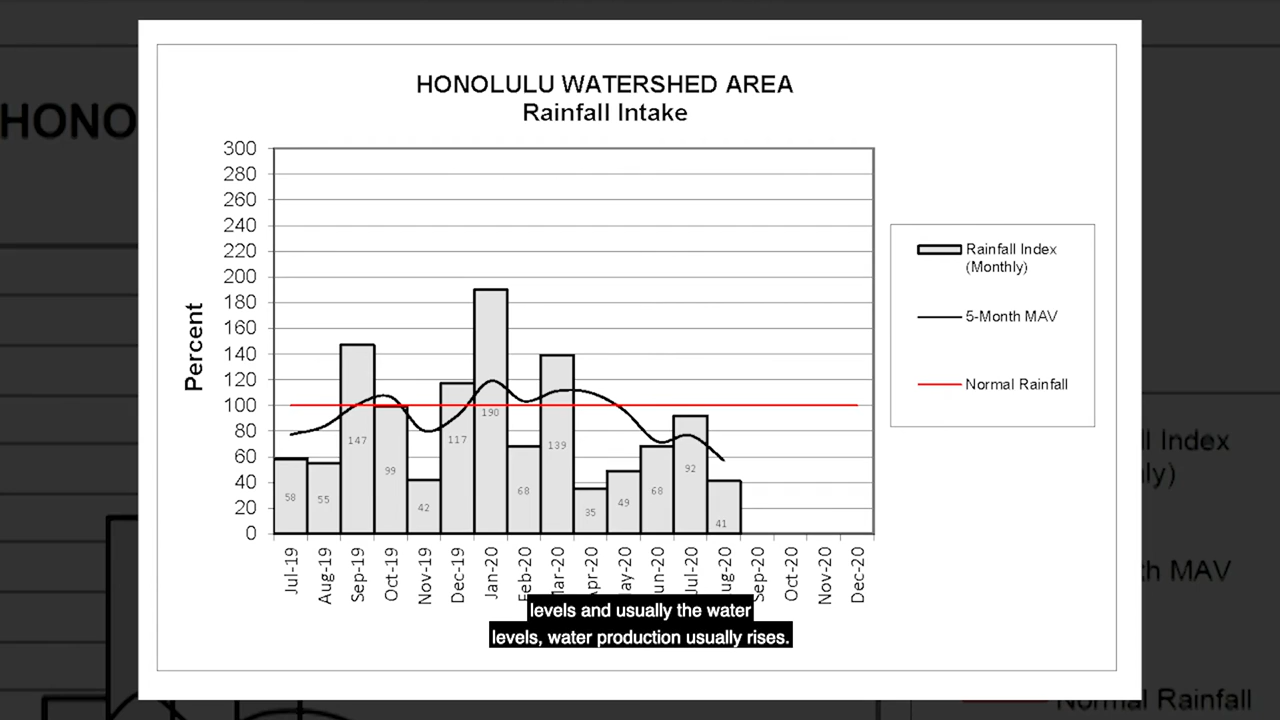 HONOLULU WATERSHED AREA
Rainfall Intake
HONO
Percent
300
280
260
240
220
200
180
160
140
120
100
80
60
40
20
0
58
55
147
99
42
117
190
68
139
35
49
68
92
41
Jul-19
Aug-19
Sep-19
Oct-19
Nov-19
Dec-19
Jan-20
Feb-20
Mar-20
Apr-20
May-20
Jun-20
Jul-20
Aug-20
Sep-20
Oct-20
Nov-20
Dec-20
Rainfall Index
(Monthly)
5-Month MAV
Normal Rainfall
l Index
ly)
h MAV
Normal Rainfall
levels and usually the water
levels, water production usually rises.